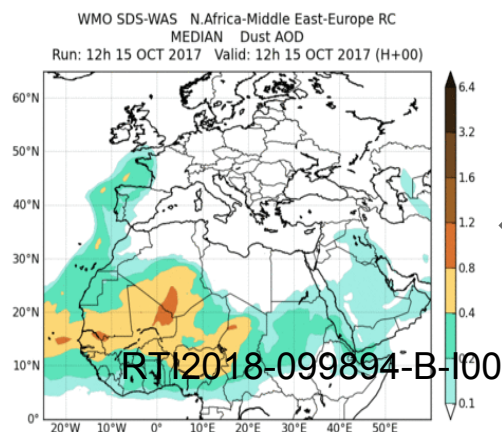 WMO SDS-WAS N.Africa-Middle East-Europe RC
MEDIAN Dust AOD
Run: 12h 15 OCT 2017 Valid: 12h 15 OCT 2017 (H+00)
60°N
50°N
40°N
30°N
20°N
10°N
0°
20°W 10°W 0° 10°E 20°E 30°E 40°E 50°E
6.4
3.2
1.6
1.2
0.8
0.4
0.2
0.1
RTI2018-099894-B-I00